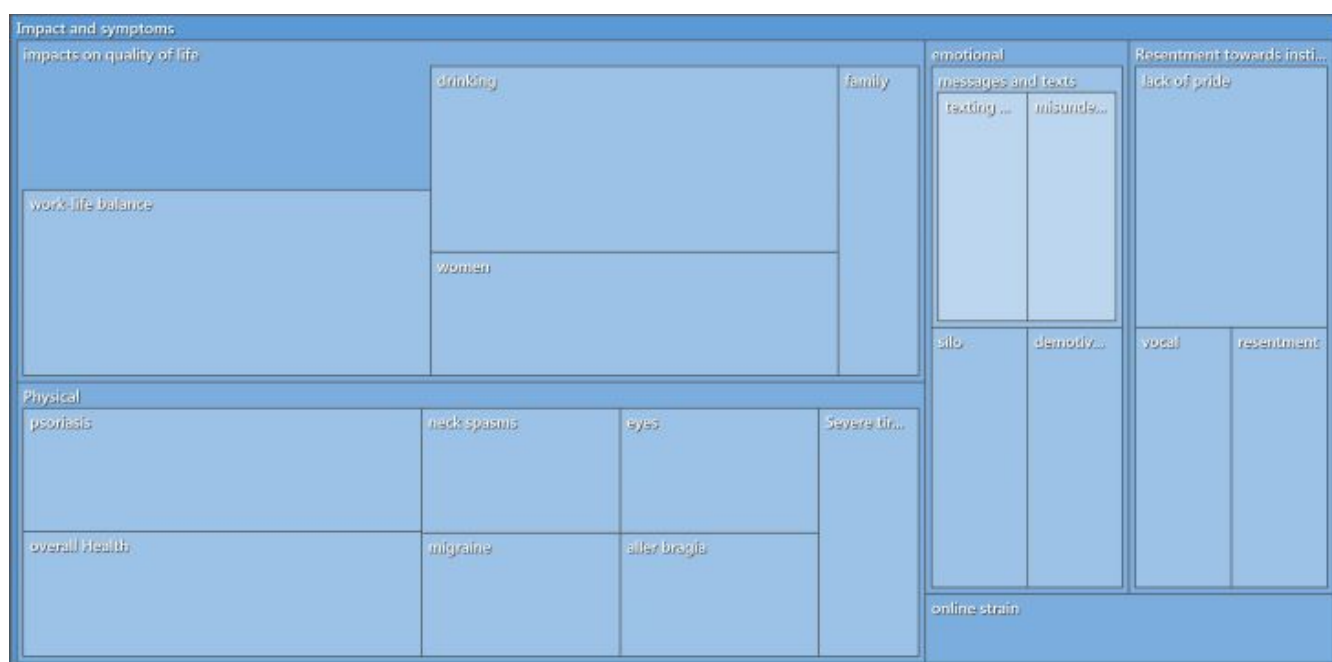 Impact and symptoms
impacts on quality of life
drinking
family
work-life balance
women
emotional
messages and texts
texting ...
misunde...
silo
demotiv...
Resentment towards insti...
lack of pride
vocal
resentment
Physical
psoriasis
neck spasms
eyes
Severe tir...
overall Health
migraine
aller bragia
online strain